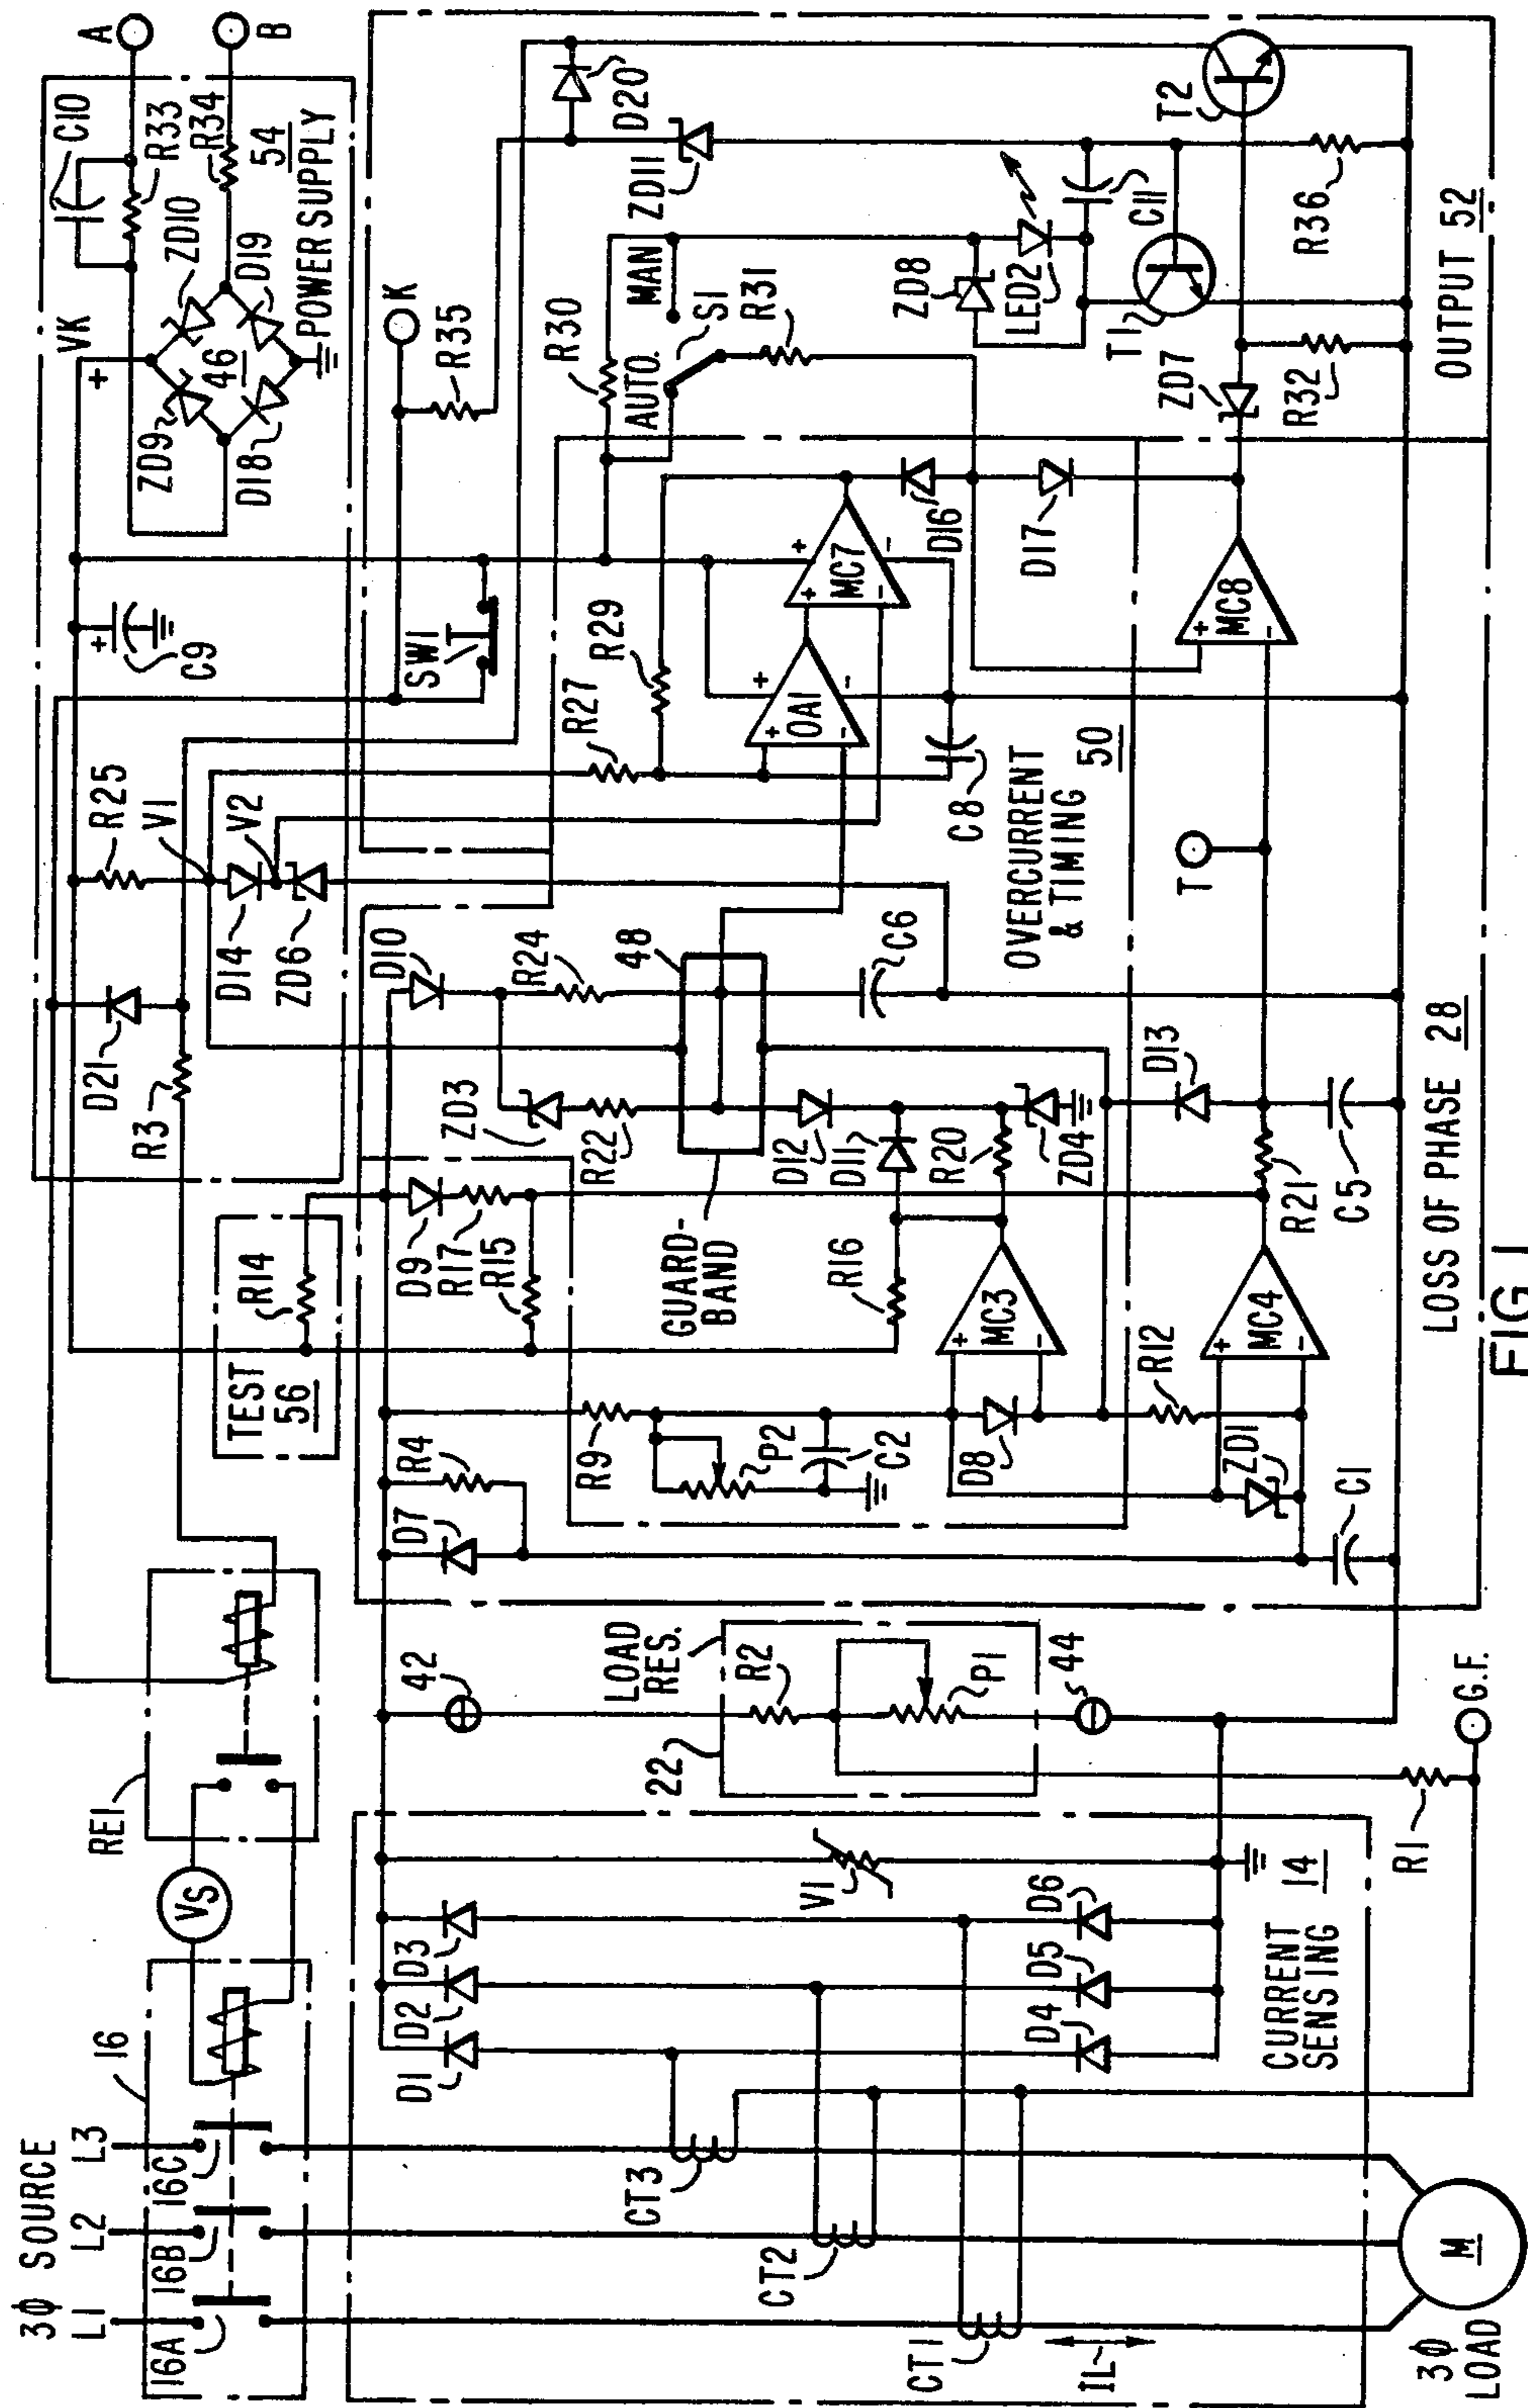 3Φ SOURCE
L1
L2
L3
16
16A
16B
16C
VS
RE1
A
B
C10
R33
R34
ZD10
D19
54
POWER SUPPLY
VK
+
46
ZD9
D18
+
C9
R25
V1
V2
D14
ZD6
D21
R3
TEST
56
R14
K
R35
SW1
D20
ZD11
R30
MAN
AUTO.
S1
R31
ZD8
LED2
C11
T1
T2
R36
R32
ZD7
OUTPUT 52
R27
R29
+
-
+
-
OA1
+
-
+
-
MC7
D16
D17
C8
+
-
MC8
OVERCURRENT
& TIMING
50
T
D10
R24
48
C6
ZD3
R22
D12
D11
R20
ZD4
D13
D9
R17
R15
GUARD-
BAND
R16
+
-
MC3
R21
C5
R4
D7
R9
P2
C2
D8
R12
ZD1
+
-
MC4
C1
LOSS OF PHASE 28
FIG. 1
42
LOAD
RES.
22
R2
P1
44
G.F.
R1
V1
D1
D2
D3
D4
D5
D6
CURRENT
SENSING
14
CT3
CT2
CT1
IL
M
3Φ
LOAD